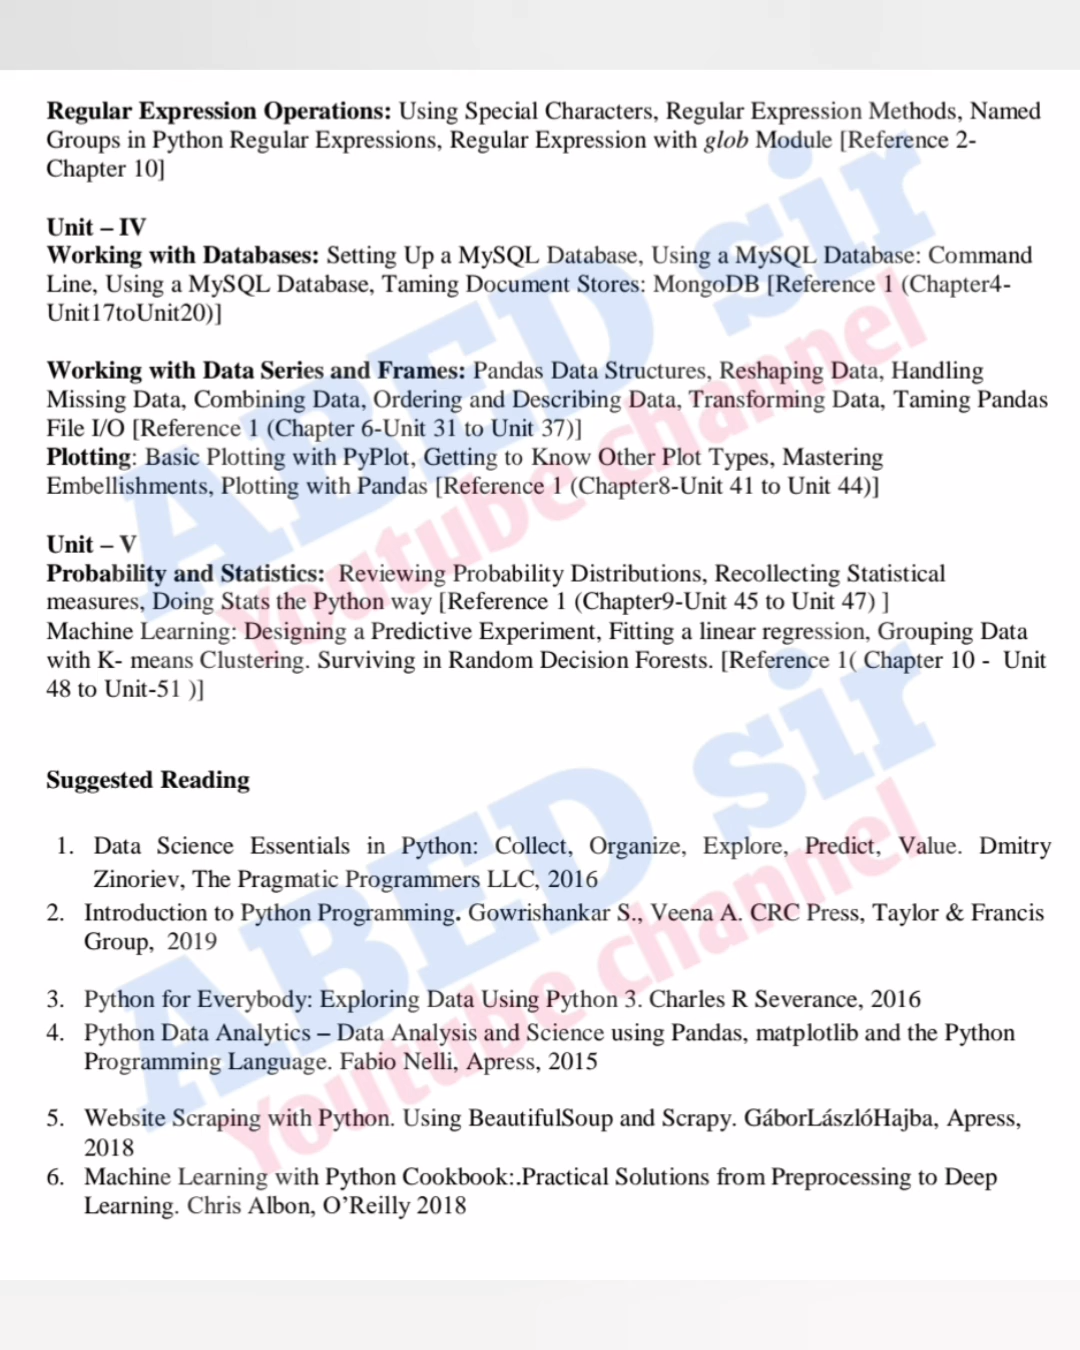 Regular Expression Operations: Using Special Characters, Regular Expression Methods, Named
Groups in Python Regular Expressions, Regular Expression with glob Module [Reference 2-
Chapter 10]
Unit – IV
Working with Databases: Setting Up a MySQL Database, Using a MySQL Database: Command
Line, Using a MySQL Database, Taming Document Stores: MongoDB [Reference 1 (Chapter4-
Unit17toUnit20)]
Working with Data Series and Frames: Pandas Data Structures, Reshaping Data, Handling
Missing Data, Combining Data, Ordering and Describing Data, Transforming Data, Taming Pandas
File I/O [Reference 1 (Chapter 6-Unit 31 to Unit 37)]
Plotting: Basic Plotting with PyPlot, Getting to Know Other Plot Types, Mastering
Embellishments, Plotting with Pandas [Reference 1 (Chapter8-Unit 41 to Unit 44)]
Unit – V
Probability and Statistics: Reviewing Probability Distributions, Recollecting Statistical
measures, Doing Stats the Python way [Reference 1 (Chapter9-Unit 45 to Unit 47) ]
Machine Learning: Designing a Predictive Experiment, Fitting a linear regression, Grouping Data
with K- means Clustering. Surviving in Random Decision Forests. [Reference 1( Chapter 10 - Unit
48 to Unit-51 )]
Suggested Reading
1. Data Science Essentials in Python: Collect, Organize, Explore, Predict, Value. Dmitry
Zinoriev, The Pragmatic Programmers LLC, 2016
2. Introduction to Python Programming. Gowrishankar S., Veena A. CRC Press, Taylor & Francis
Group, 2019
3. Python for Everybody: Exploring Data Using Python 3. Charles R Severance, 2016
4. Python Data Analytics – Data Analysis and Science using Pandas, matplotlib and the Python
Programming Language. Fabio Nelli, Apress, 2015
5. Website Scraping with Python. Using BeautifulSoup and Scrapy. GáborLászlóHajba, Apress,
2018
6. Machine Learning with Python Cookbook:.Practical Solutions from Preprocessing to Deep
Learning. Chris Albon, O’Reilly 2018
ABED sir
Youtube channel
ABED sir
Youtube channel